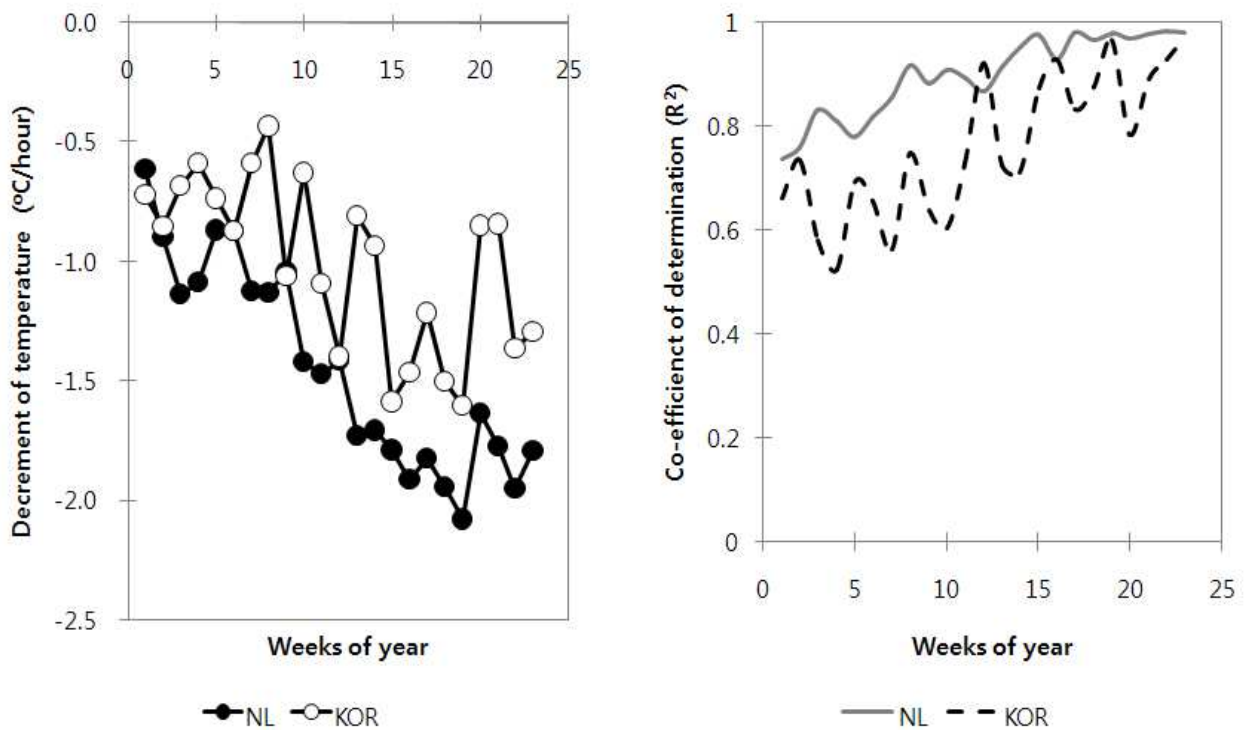 0.0
-0.5
-1.0
-1.5
-2.0
-2.5
0 5 10 15 20 25
Decrement of temperature (ºC/hour)
Weeks of year
NL KOR
1
0.8
0.6
0.4
0.2
0
0 5 10 15 20 25
Co-efficienct of determination (R²)
Weeks of year
NL KOR